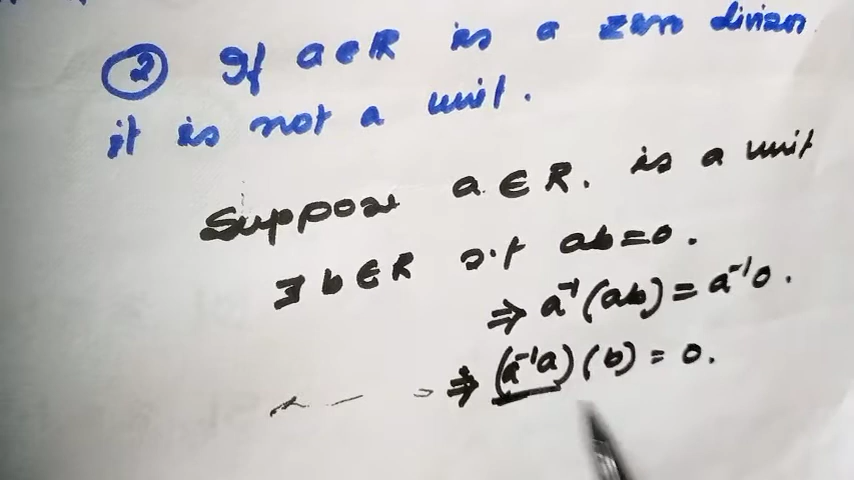 ② If a ∈ R is a zero divisor
it is not a unit.
Suppose a ∈ R. is a unit
∃ b ∈ R s.t ab = 0.
⇒ a⁻¹(ab) = a⁻¹0.
⇒ (a⁻¹a)(b) = 0.